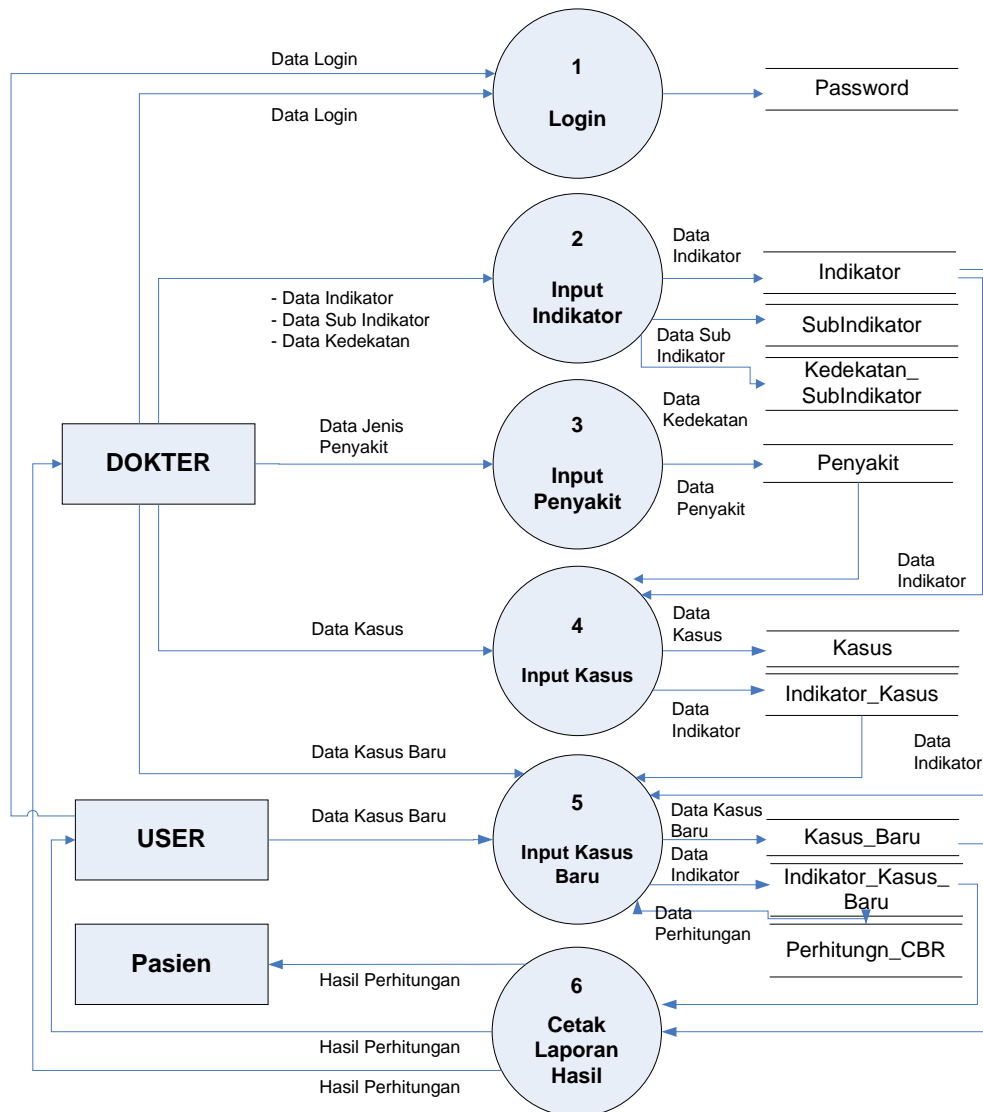 Data Login
Data Login
1
Login
Password
2
Input
Indikator
Data
Indikator
Indikator
- Data Indikator
- Data Sub Indikator
- Data Kedekatan
SubIndikator
Data Sub
Indikator
Kedekatan_
SubIndikator
Data
Kedekatan
DOKTER
Data Jenis
Penyakit
3
Input
Penyakit
Penyakit
Data
Penyakit
Data
Indikator
Data Kasus
4
Input Kasus
Data
Kasus
Kasus
Indikator_Kasus
Data
Indikator
Data
Indikator
Data Kasus Baru
USER
Data Kasus Baru
5
Input Kasus
Baru
Data Kasus
Baru
Kasus_Baru
Data
Indikator
Indikator_Kasus_
Baru
Data
Perhitungan
Perhitungn_CBR
Pasien
Hasil Perhitungan
6
Cetak
Laporan
Hasil
Hasil Perhitungan
Hasil Perhitungan